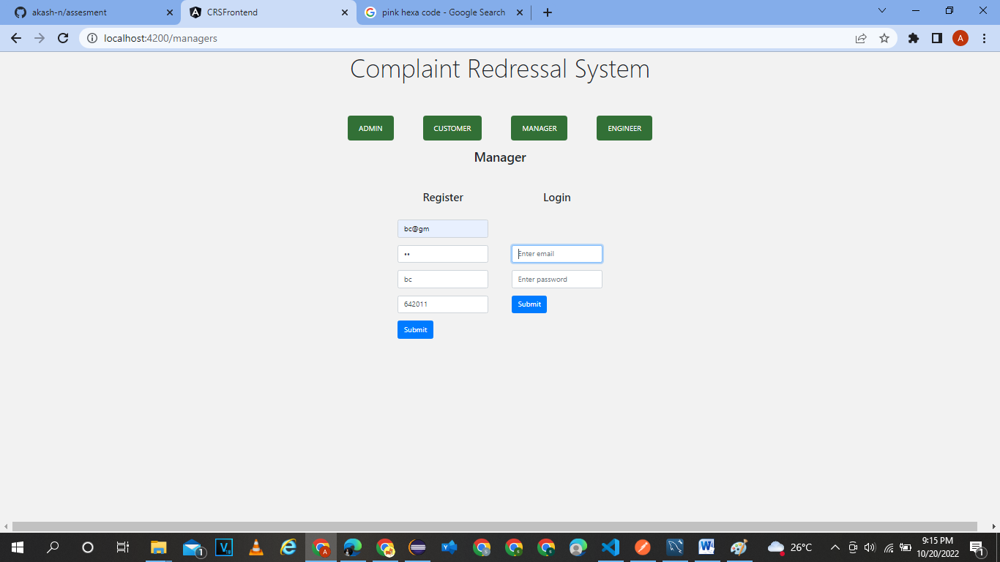 akash-n/assesment
CRSFrontend
pink hexa code - Google Search
localhost:4200/managers
A
Complaint Redressal System
ADMIN
CUSTOMER
MANAGER
ENGINEER
Manager
Register
Login
bc@gm
••
Enter email
bc
Enter password
642011
Submit
Submit
26°C
9:15 PM
10/20/2022
1
1